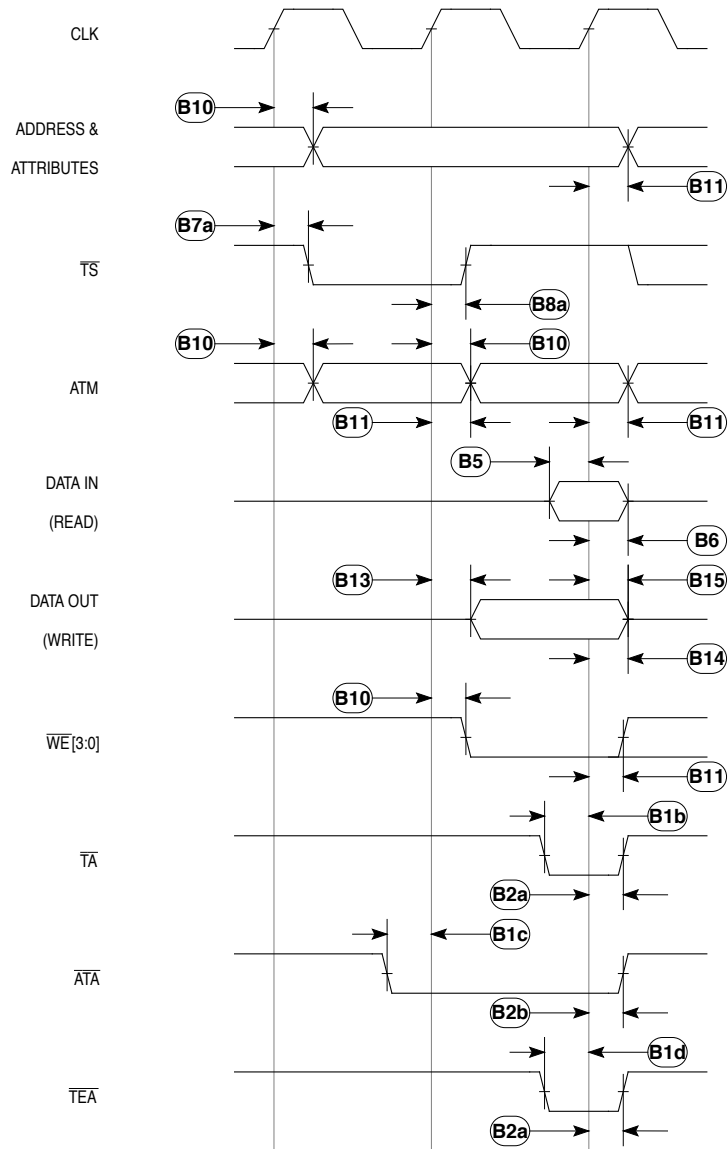 CLK
B10
ADDRESS &
ATTRIBUTES
B11
B7a
TS
B8a
B10
B10
ATM
B11
B11
B5
DATA IN
(READ)
B6
B13
B15
DATA OUT
(WRITE)
B14
B10
WE[3:0]
B11
B1b
TA
B2a
B1c
ATA
B2b
B1d
TEA
B2a